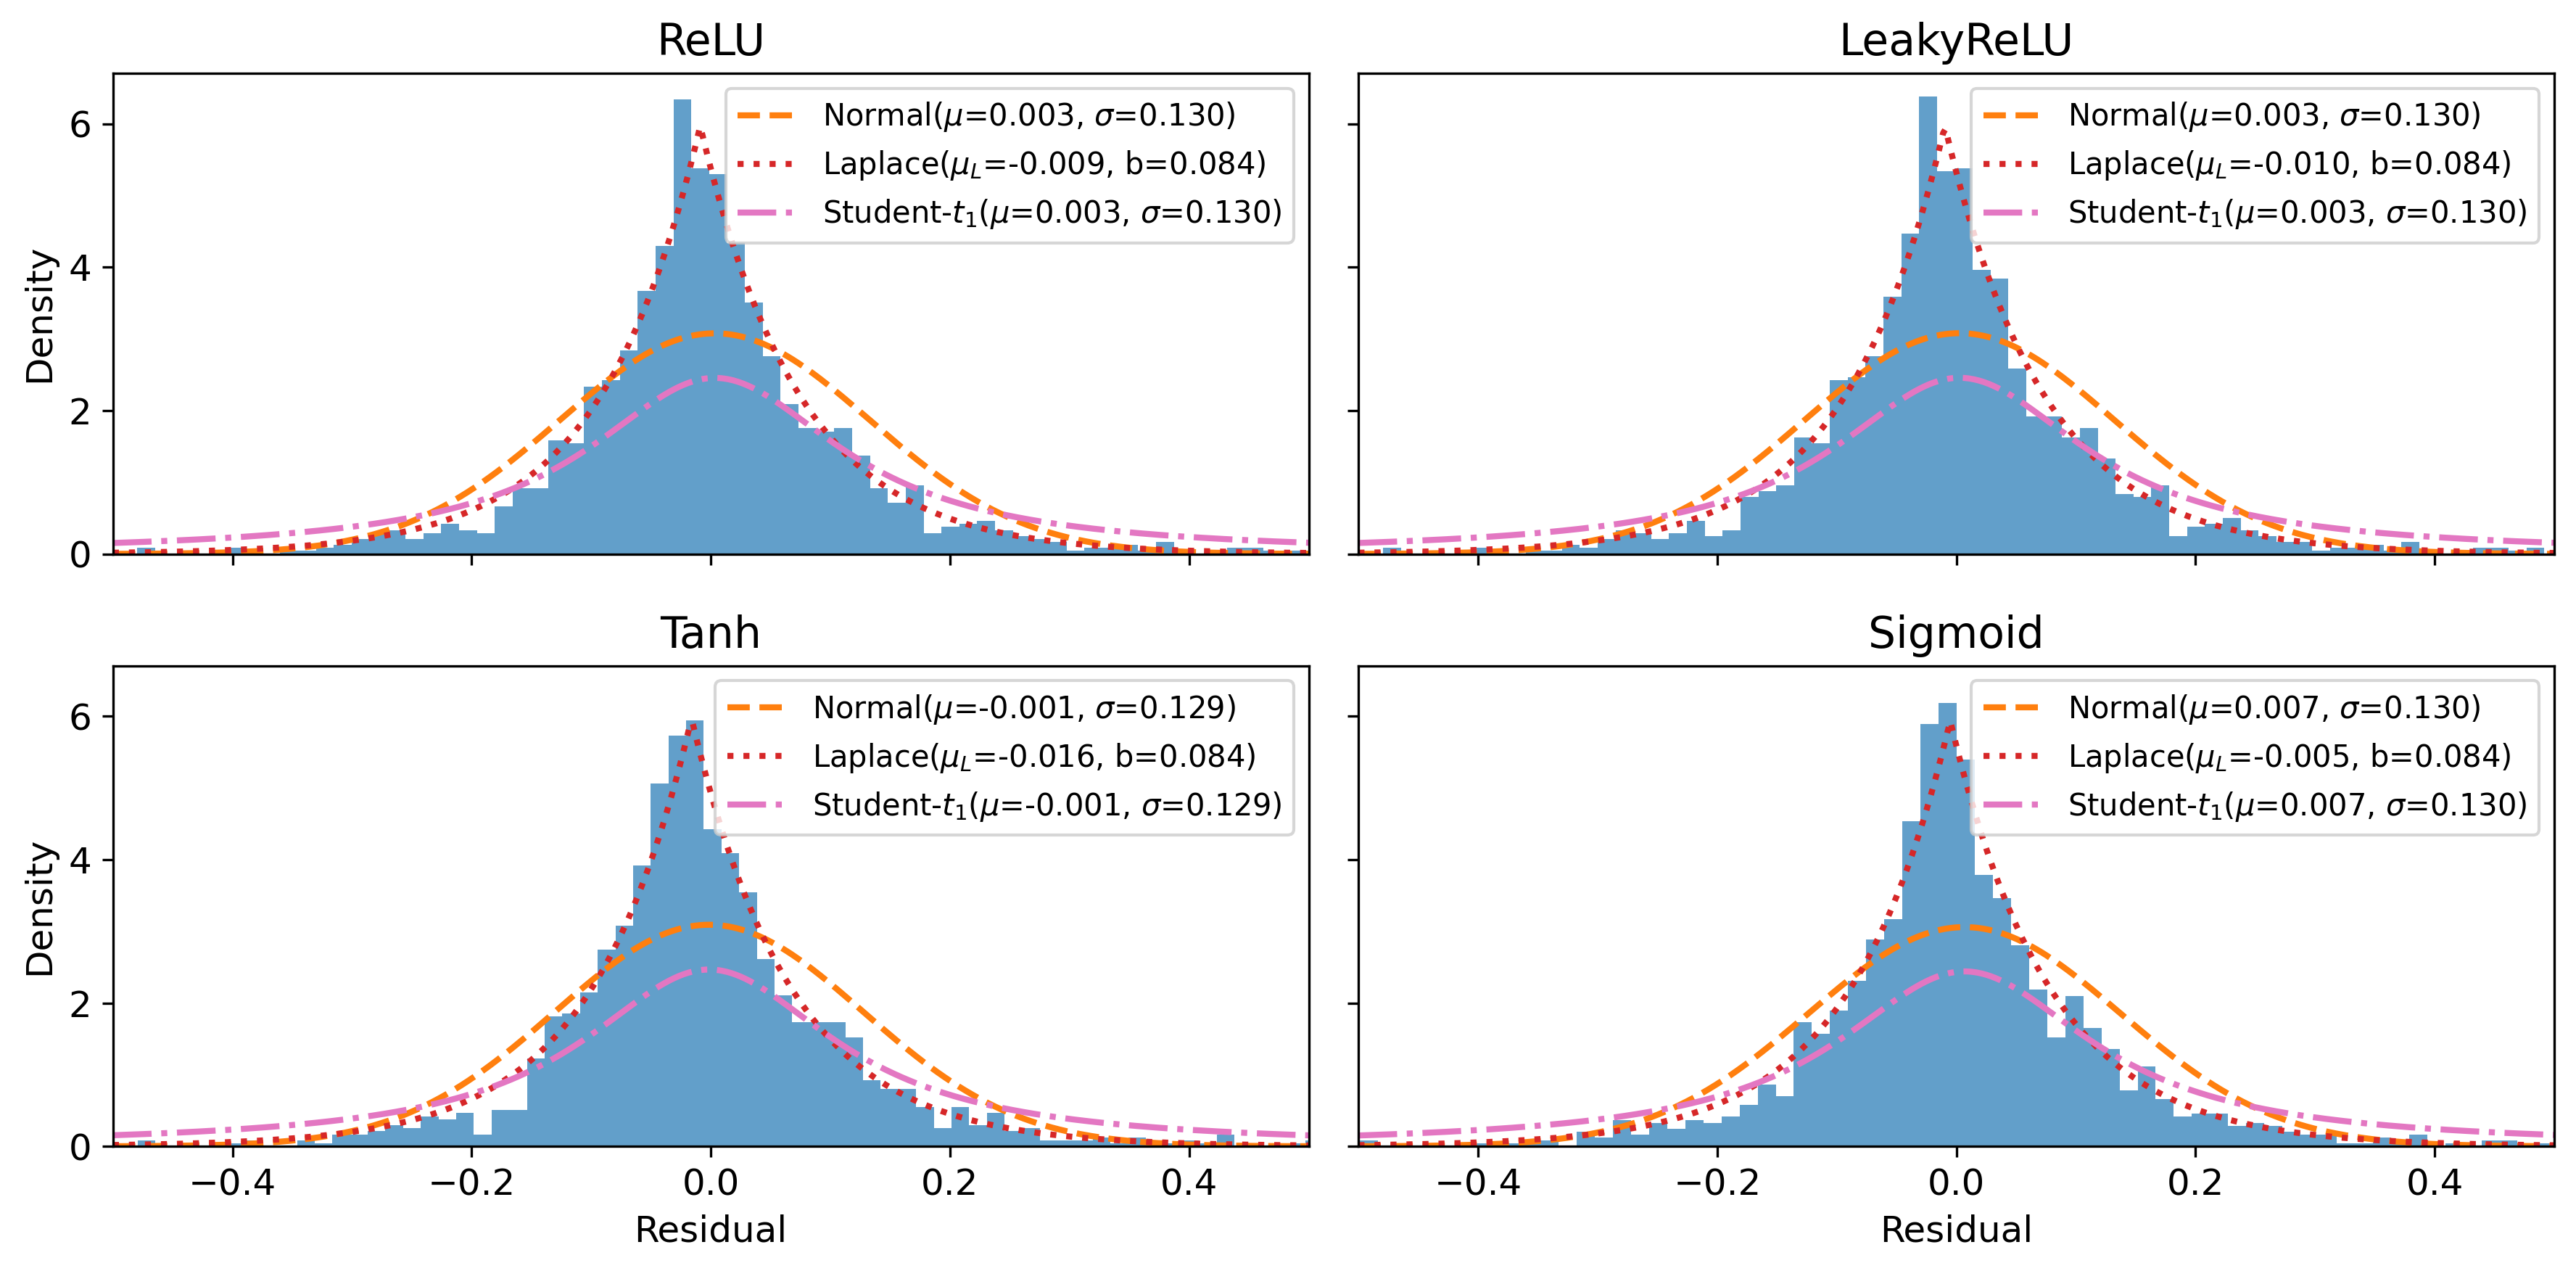 ReLU
Density
6
4
2
0
Normal(μ=0.003, σ=0.130)
Laplace(μ_L=-0.009, b=0.084)
Student-t₁(μ=0.003, σ=0.130)
LeakyReLU
Normal(μ=0.003, σ=0.130)
Laplace(μ_L=-0.010, b=0.084)
Student-t₁(μ=0.003, σ=0.130)
Tanh
Density
6
4
2
0
Normal(μ=-0.001, σ=0.129)
Laplace(μ_L=-0.016, b=0.084)
Student-t₁(μ=-0.001, σ=0.129)
−0.4 −0.2 0.0 0.2 0.4
Residual
Sigmoid
Normal(μ=0.007, σ=0.130)
Laplace(μ_L=-0.005, b=0.084)
Student-t₁(μ=0.007, σ=0.130)
−0.4 −0.2 0.0 0.2 0.4
Residual